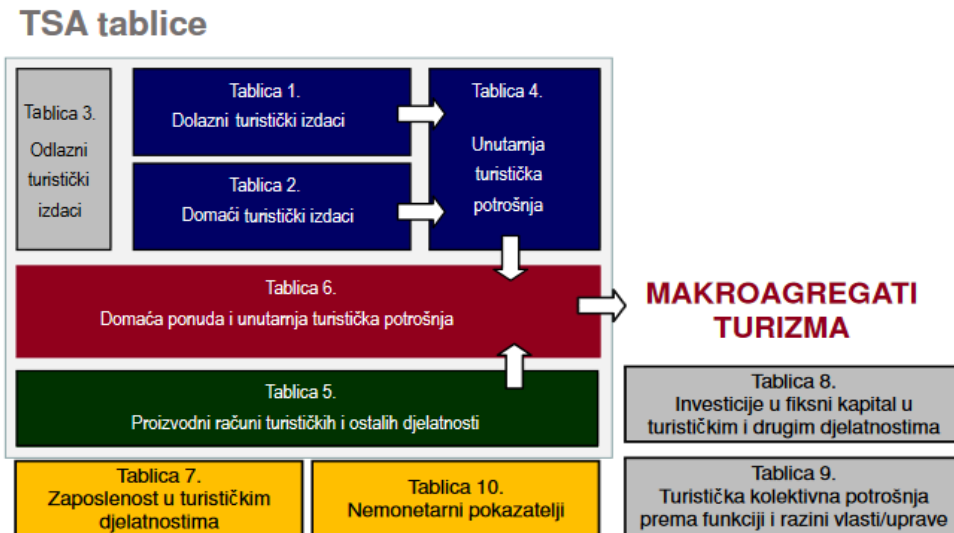 TSA tablice
Tablica 3.
Odlazni
turistički
izdaci
Tablica 1.
Dolazni turistički izdaci
Tablica 2.
Domaći turistički izdaci
Tablica 4.
Unutarnja
turistička
potrošnja
Tablica 6.
Domaća ponuda i unutarnja turistička potrošnja
MAKROAGREGATI
TURIZMA
Tablica 5.
Proizvodni računi turističkih i ostalih djelatnosti
Tablica 8.
Investicije u fiksni kapital u
turističkim i drugim djelatnostima
Tablica 7.
Zaposlenost u turističkim
djelatnostima
Tablica 10.
Nemonetarni pokazatelji
Tablica 9.
Turistička kolektivna potrošnja
prema funkciji i razini vlasti/uprave